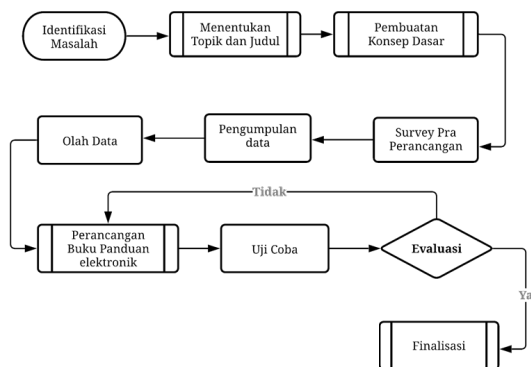 Identifikasi
Masalah
Menentukan
Topik dan Judul
Pembuatan
Konsep Dasar
Survey Pra
Perancangan
Pengumpulan
data
Olah Data
Tidak
Perancangan
Buku Panduan
elektronik
Uji Coba
Evaluasi
Ya
Finalisasi